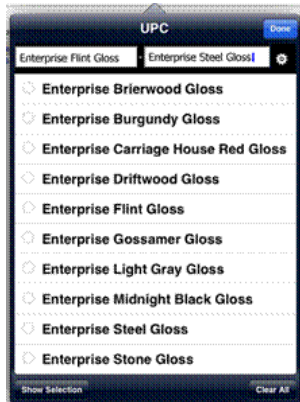 UPC
Done
Enterprise Flint Gloss - Enterprise Steel Gloss
Enterprise Brierwood Gloss
Enterprise Burgundy Gloss
Enterprise Carriage House Red Gloss
Enterprise Driftwood Gloss
Enterprise Flint Gloss
Enterprise Gossamer Gloss
Enterprise Light Gray Gloss
Enterprise Midnight Black Gloss
Enterprise Steel Gloss
Enterprise Stone Gloss
Show Selection
Clear All